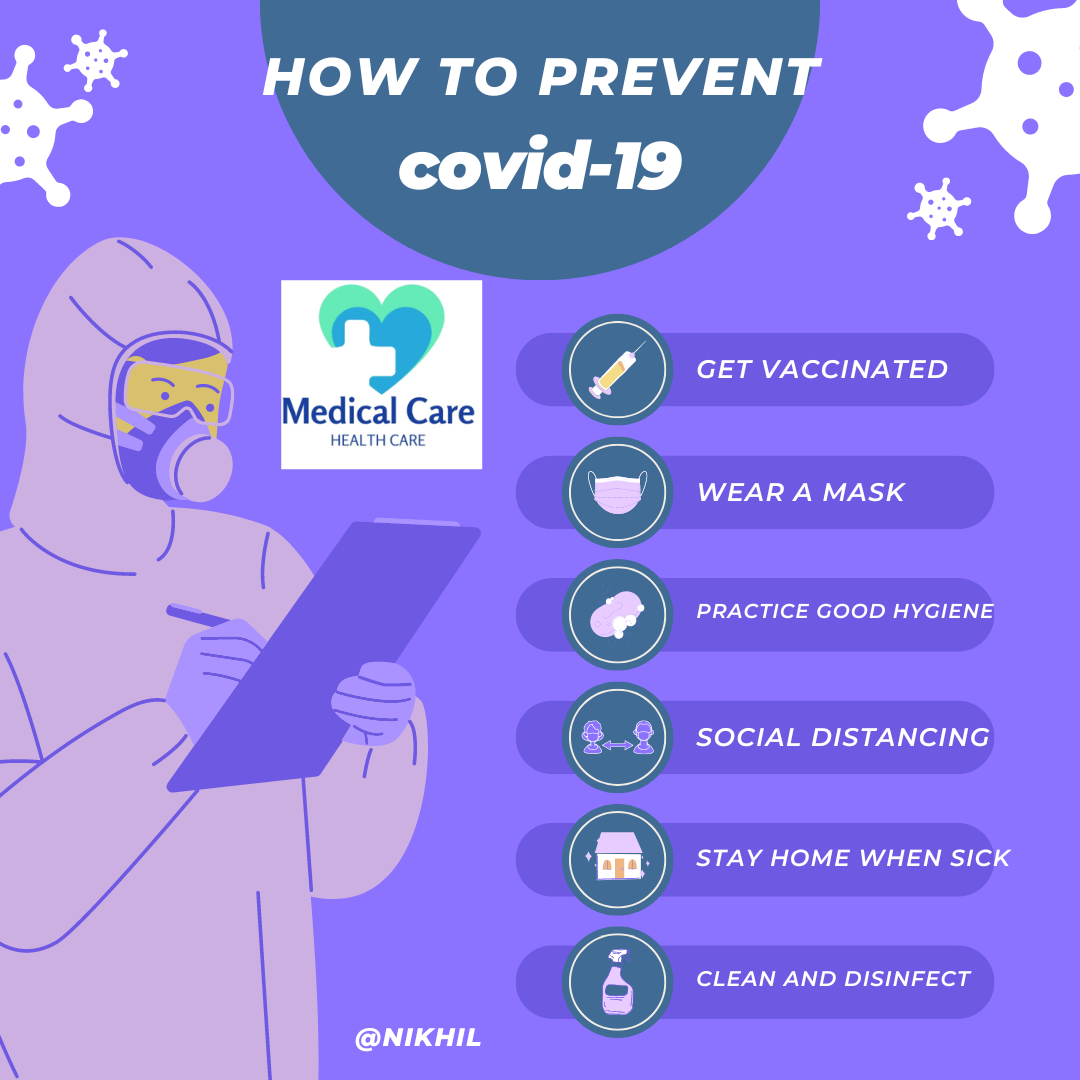 HOW TO PREVENT
covid-19
Medical Care
HEALTH CARE
GET VACCINATED
WEAR A MASK
PRACTICE GOOD HYGIENE
SOCIAL DISTANCING
STAY HOME WHEN SICK
CLEAN AND DISINFECT
@NIKHIL